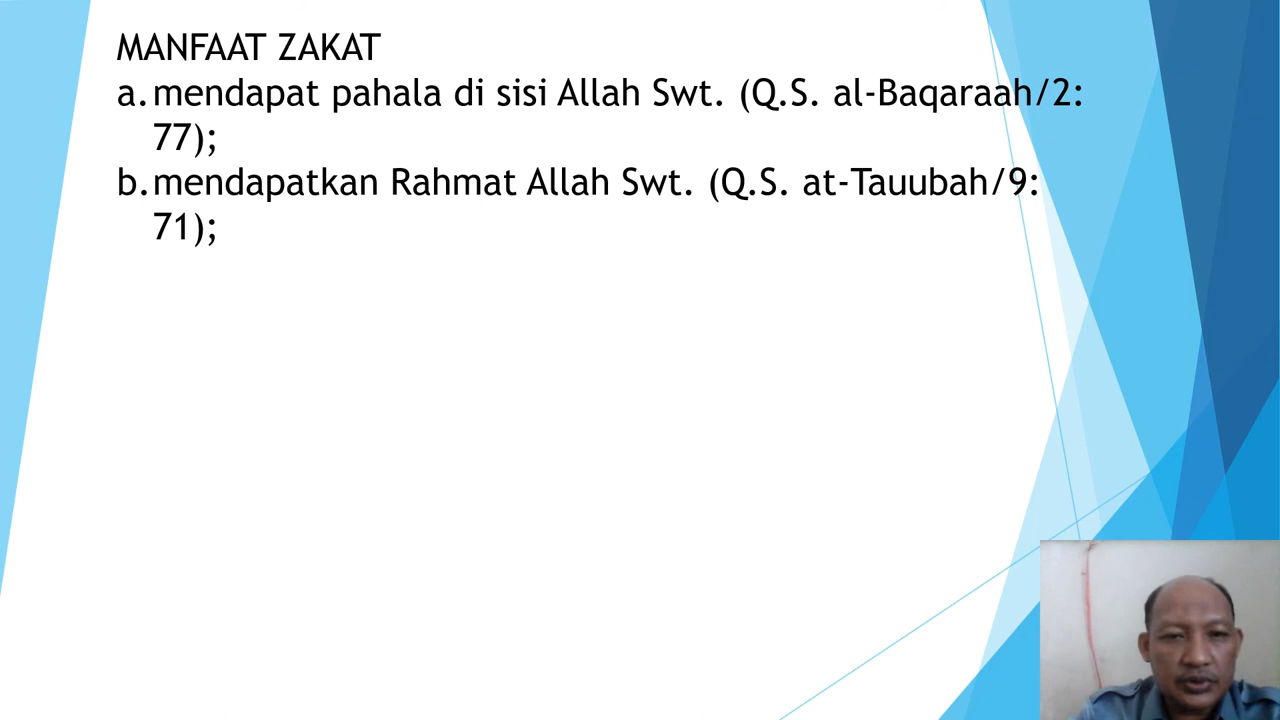 MANFAAT ZAKAT
a. mendapat pahala di sisi Allah Swt. (Q.S. al-Baqaraah/2:
77);
b. mendapatkan Rahmat Allah Swt. (Q.S. at-Tauubah/9:
71);